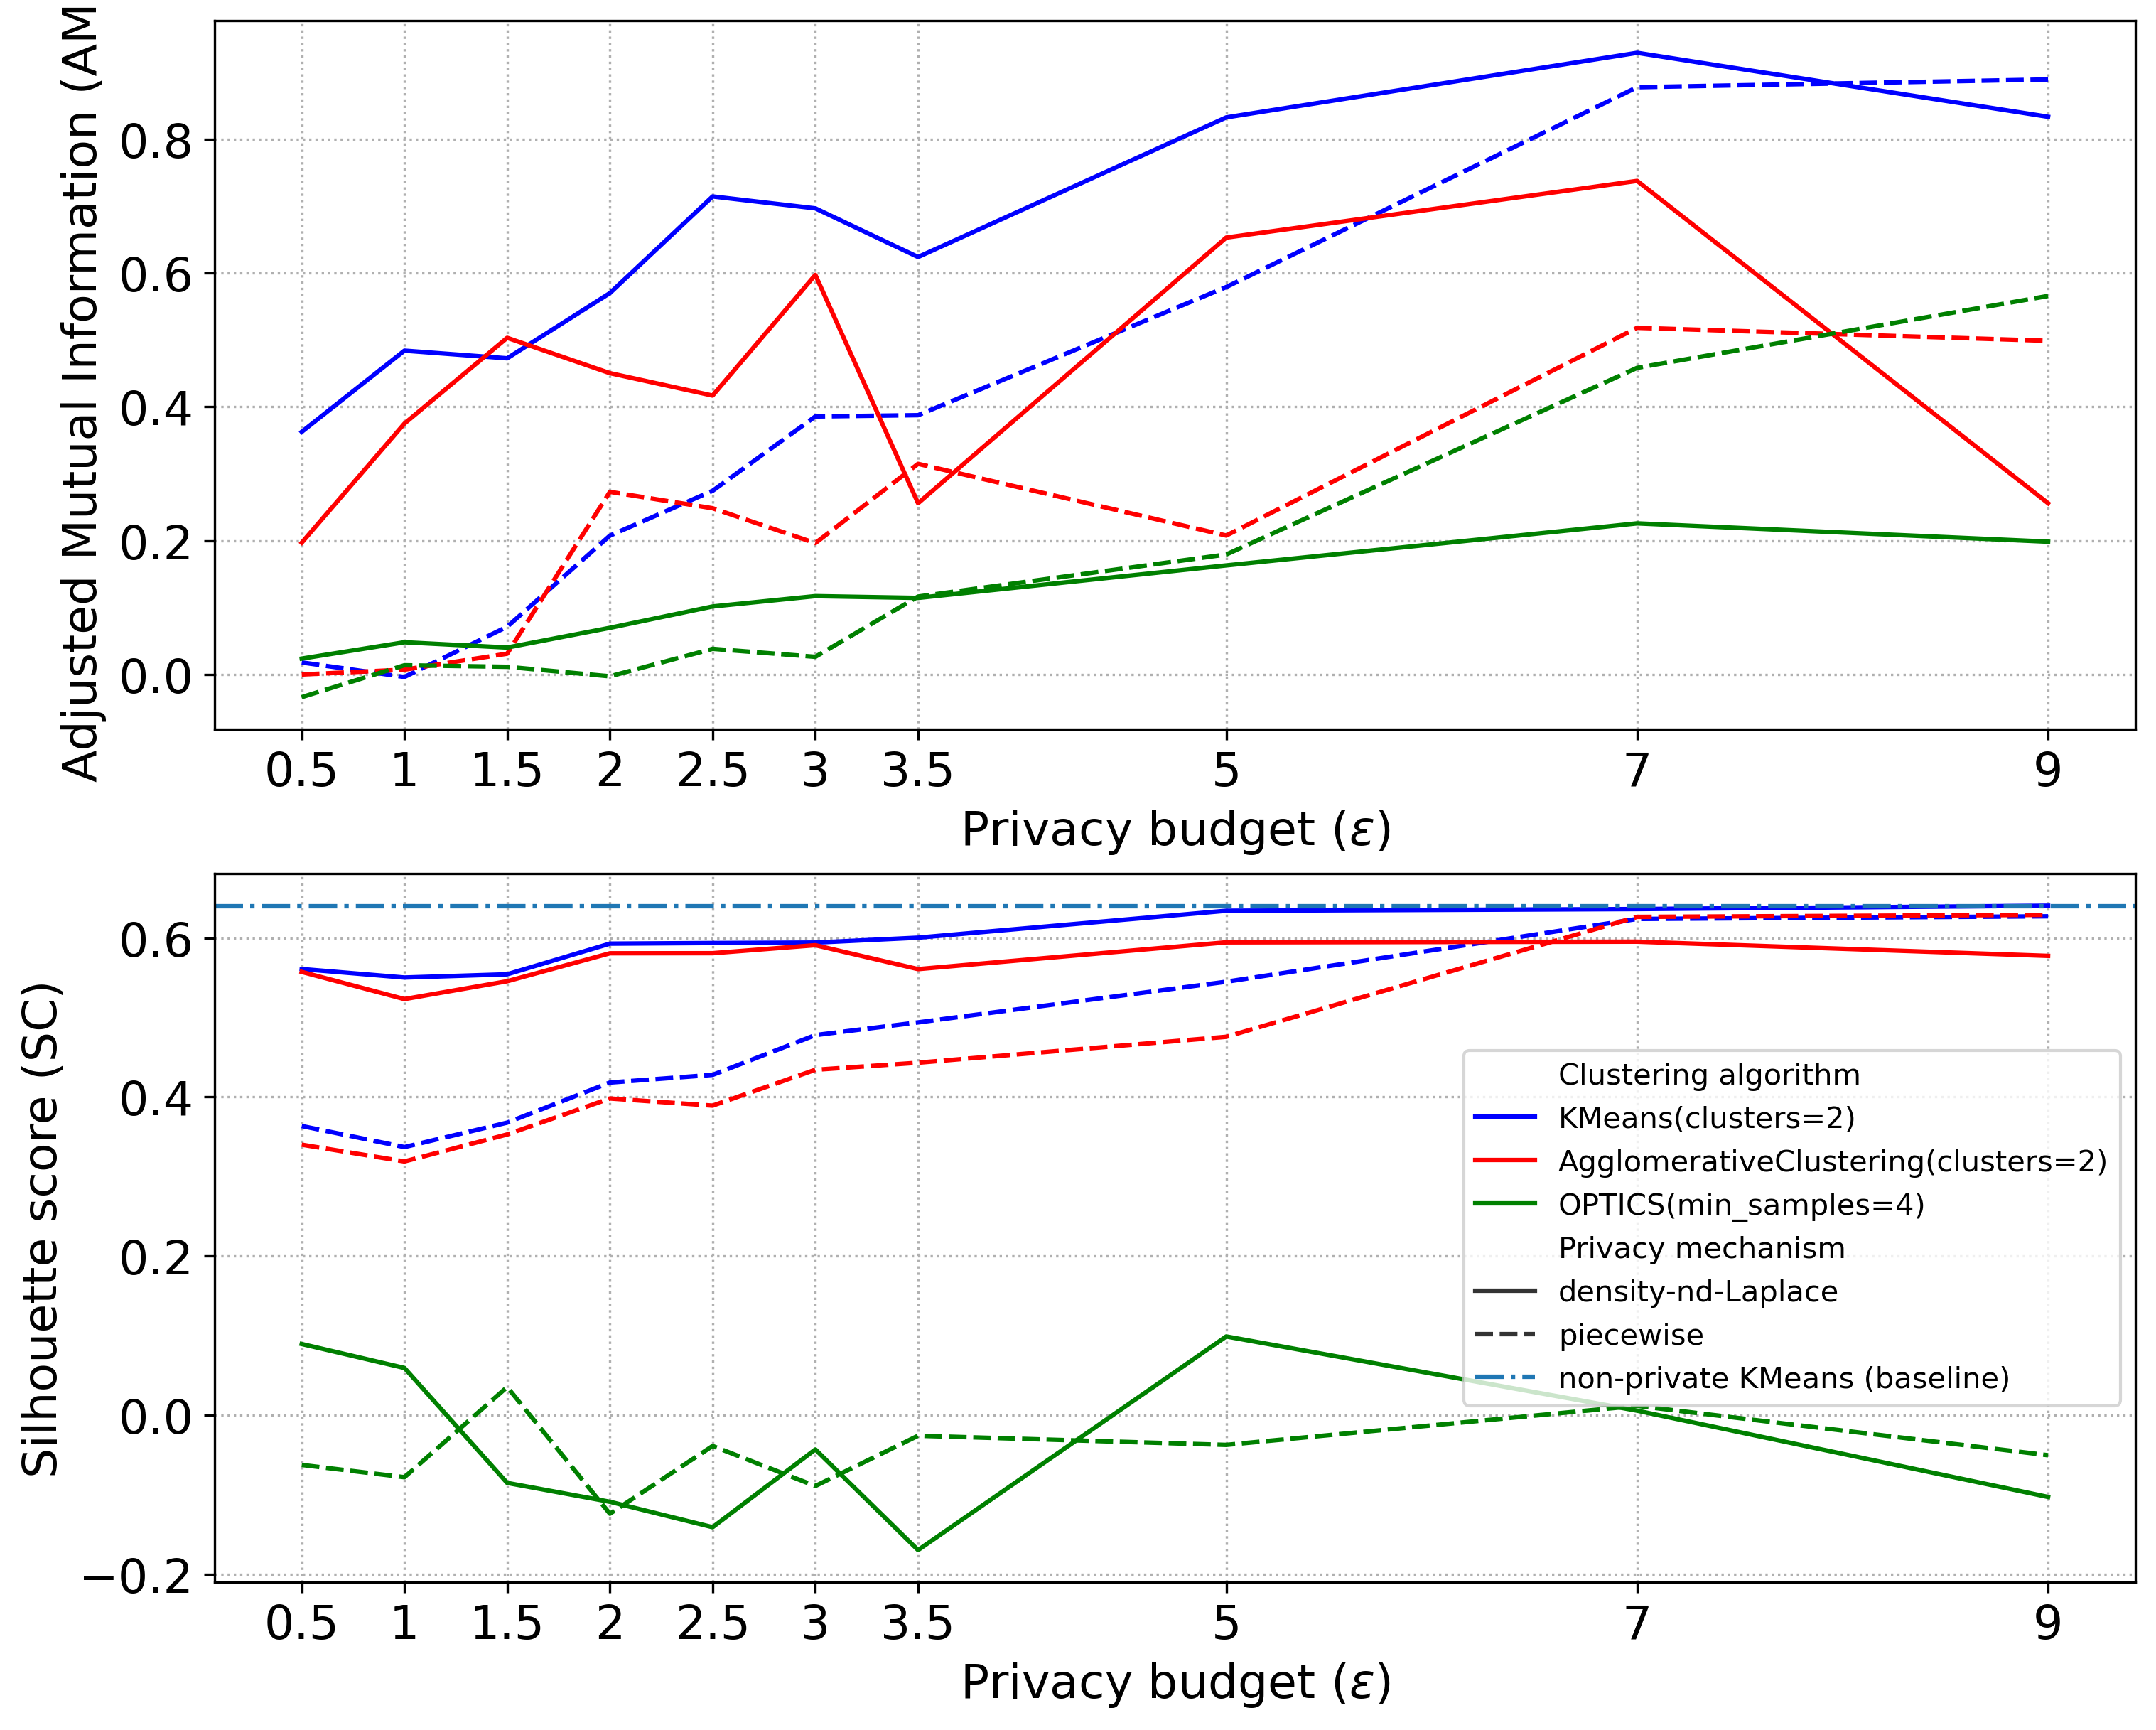 Adjusted Mutual Information (AM
0.8
0.6
0.4
0.2
0.0
0.5 1 1.5 2 2.5 3 3.5 5 7 9
Privacy budget (ε)
Silhouette score (SC)
0.6
0.4
0.2
0.0
−0.2
Clustering algorithm
KMeans(clusters=2)
AgglomerativeClustering(clusters=2)
OPTICS(min_samples=4)
Privacy mechanism
density-nd-Laplace
piecewise
non-private KMeans (baseline)
0.5 1 1.5 2 2.5 3 3.5 5 7 9
Privacy budget (ε)